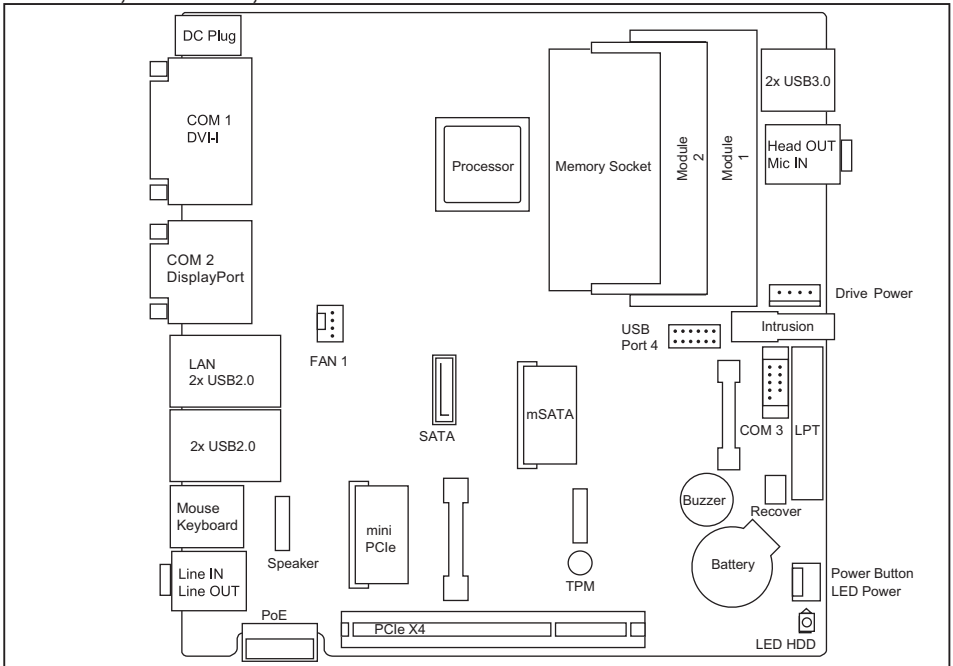 DC Plug
COM 1
DVI-I
Processor
Memory Socket
Module
2
Module
1
2x USB3.0
Head OUT
Mic IN
COM 2
DisplayPort
Drive Power
FAN 1
USB
Port 4
Intrusion
LAN
2x USB2.0
SATA
mSATA
COM 3
LPT
2x USB2.0
Mouse
Keyboard
Speaker
mini
PCIe
Buzzer
Recover
TPM
Battery
Line IN
Line OUT
Power Button
LED Power
PoE
PCIe X4
LED HDD